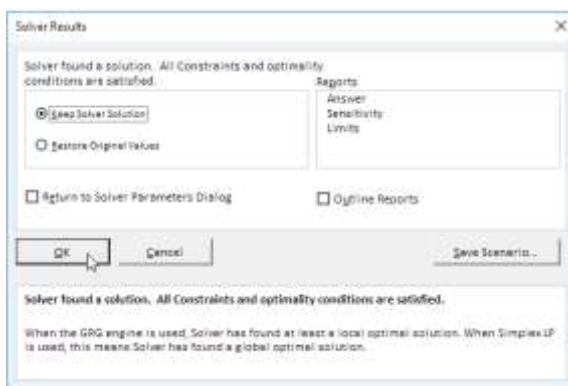 Solver Results
Solver found a solution. All Constraints and optimality
conditions are satisfied.
Reports
Answer
Sensitivity
Limits
Keep Solver Solution
Restore Original Values
Return to Solver Parameters Dialog
Outline Reports
OK
Cancel
Save Scenario...
Solver found a solution. All Constraints and optimality conditions are satisfied.
When the GRG engine is used, Solver has found at least a local optimal solution. When Simplex LP
is used, this means Solver has found a global optimal solution.